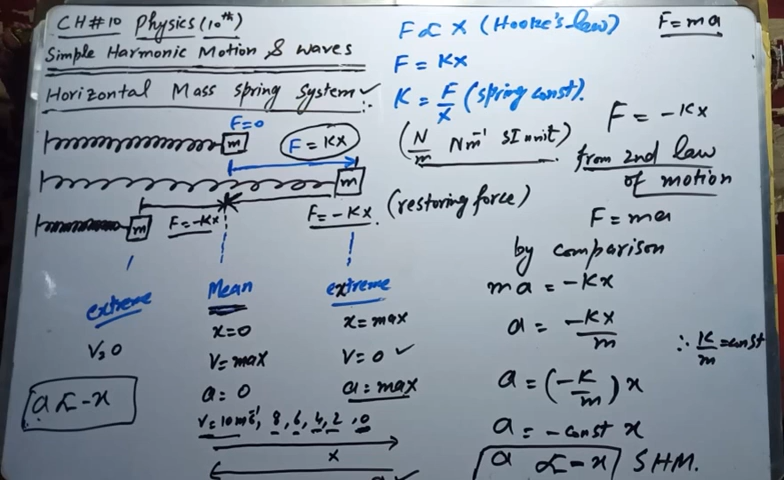 CH#10 Physics(10th)
Simple Harmonic Motion & waves
Horizontal Mass spring System ✓
F=0
m
F=Kx
m
m
F=-Kx
F=-Kx
(restoring force)
extreme
V=0
a ∝ -x
Mean
x=0
V=max
a=0
extreme
x=max
V=0 ✓
a=max
V=10ms⁻¹, 8, 6, 4, 2, 0
x
a ✓
F ∝ x (Hooke's law)
F = Kx
K = F/x (spring const).
(N/m Nm⁻¹ SI unit)
F=ma
F = -Kx
from 2nd law
of motion
F = ma
by comparison
ma = -Kx
a = -Kx/m
∴ K/m = const
a = (-K/m) x
a = - const x
a ∝ -x SHM.